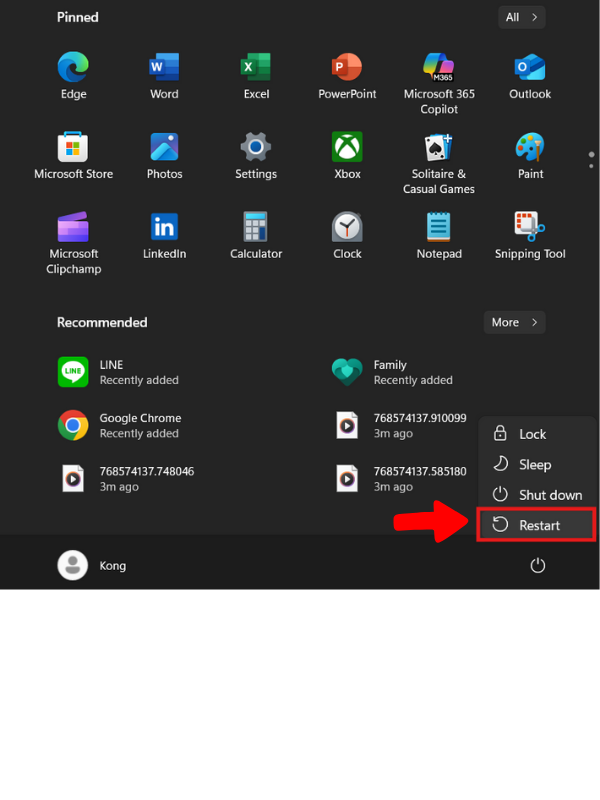 Pinned
All
Edge
Word
Excel
PowerPoint
Microsoft 365
Copilot
Outlook
Microsoft Store
Photos
Settings
Xbox
Solitaire &
Casual Games
Paint
Microsoft
Clipchamp
LinkedIn
Calculator
Clock
Notepad
Snipping Tool
Recommended
More
LINE
Recently added
Family
Recently added
Google Chrome
Recently added
768574137.910099
3m ago
768574137.748046
3m ago
768574137.585180
3m ago
Lock
Sleep
Shut down
Restart
Kong